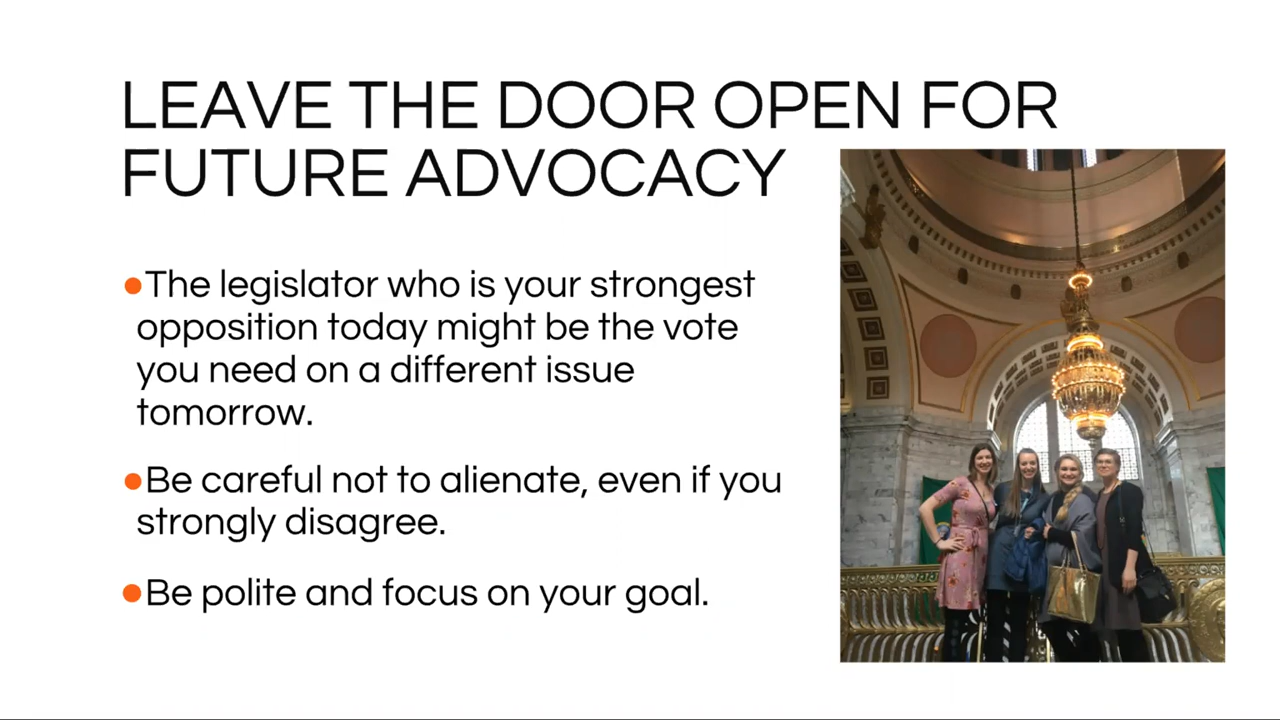 LEAVE THE DOOR OPEN FOR
FUTURE ADVOCACY
●The legislator who is your strongest
opposition today might be the vote
you need on a different issue
tomorrow.
●Be careful not to alienate, even if you
strongly disagree.
●Be polite and focus on your goal.